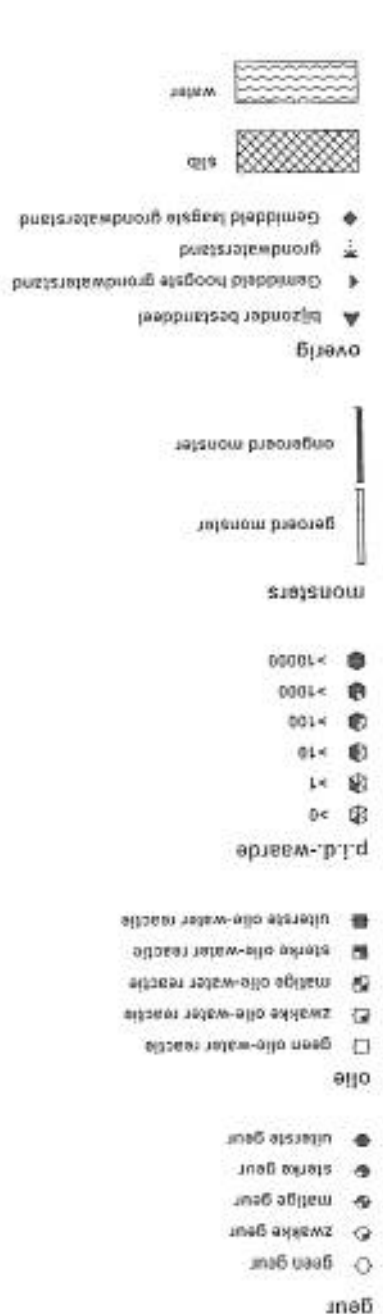 geur
geen geur
zwakke geur
matige geur
sterke geur
uiterste geur
olie
geen olie-water reactie
zwakke olie-water reactie
matige olie-water reactie
sterke olie-water reactie
uiterste olie-water reactie
p.i.d.-waarde
>0
>1
>10
>100
>1000
>10000
monsters
geroerd monster
ongeroerd monster
overig
bijzonder bestanddeel
Gemiddeld hoogste grondwaterstand
grondwaterstand
Gemiddeld laagste grondwaterstand
slib
water